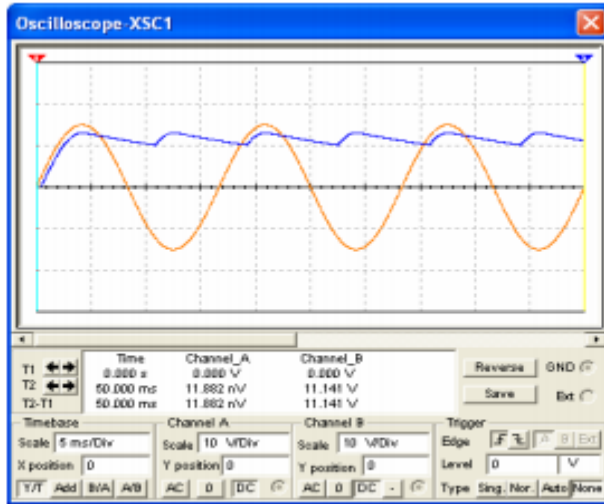 Oscilloscope-XSC1
Time Channel_A Channel_B
T1 0.000 s 0.000 V 0.000 V
T2 50.000 ms 11.882 nV 11.141 V
T2-T1 50.000 ms 11.882 nV 11.141 V
Reverse GND
Save Ext
Timebase Channel A Channel B Trigger
Scale 5 ms/Div Scale 10 V/Div Scale 10 V/Div Edge A B Ext
X position 0 Y position 0 Y position 0 Level 0 V
Y/T Add B/A A/B AC 0 DC AC 0 DC - Type Sing. Nor. Auto None